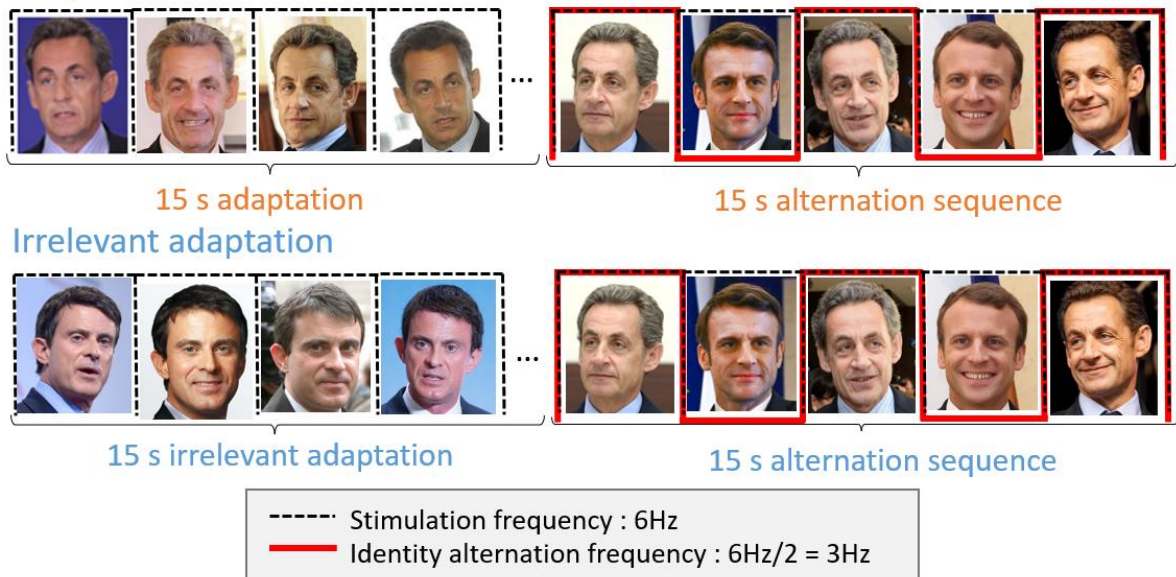 ...
15 s adaptation
15 s alternation sequence
Irrelevant adaptation
...
15 s irrelevant adaptation
15 s alternation sequence
Stimulation frequency : 6Hz
Identity alternation frequency : 6Hz/2 = 3Hz